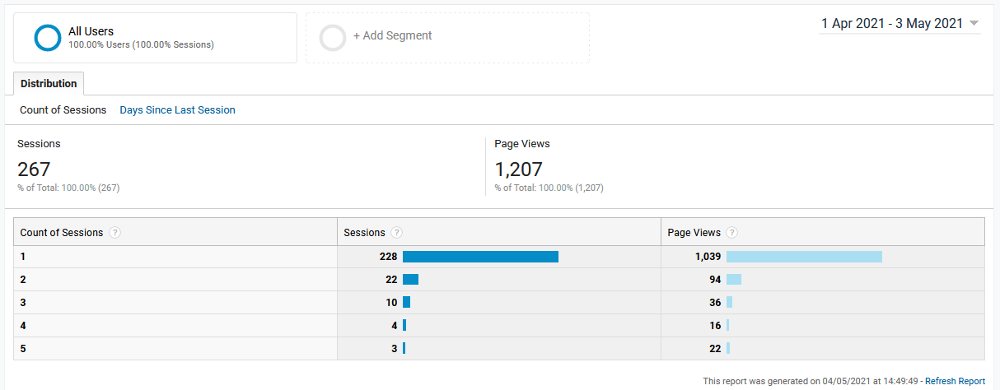 All Users
100.00% Users (100.00% Sessions)
+ Add Segment
1 Apr 2021 - 3 May 2021
Distribution
Count of Sessions Days Since Last Session
Sessions Page Views
267 1,207
% of Total: 100.00% (267) % of Total: 100.00% (1,207)
Count of Sessions ? Sessions ? Page Views ?
1 228 1,039
2 22 94
3 10 36
4 4 16
5 3 22
This report was generated on 04/05/2021 at 14:49:49 - Refresh Report